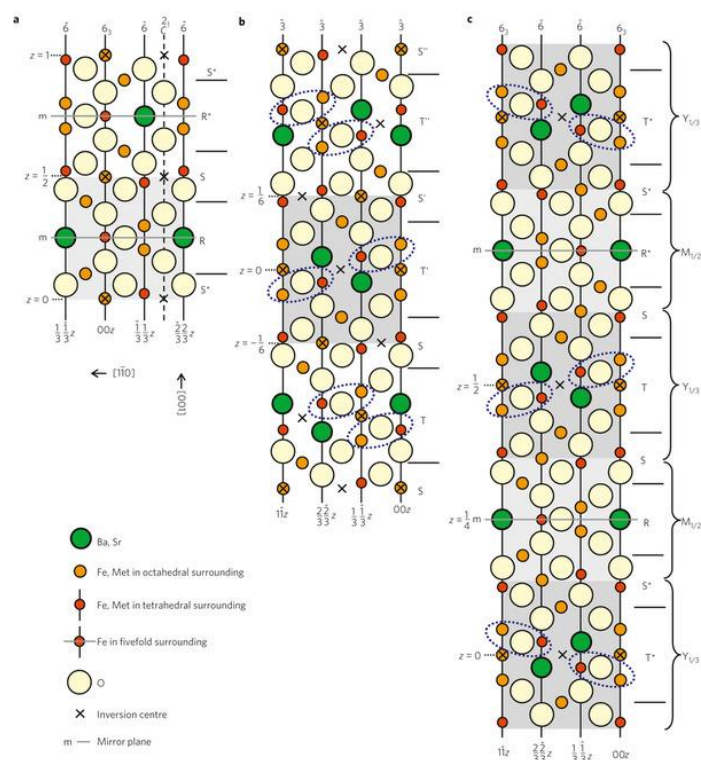 a
6̄ 6₃ 6̄ 6̄
z = 1
S*
m R*
z = 1/2 S
m R
z = 0 S*
1/3 1̄/3 z 00z 1̄/3 1/3 z 2̄/3 2/3 z
[11̄0]
[001]
b
3̄ 3̄ 3̄ 3̄
S''
T''
z = 1/6 S'
z = 0 T'
z = −1/6 S
T
S
11̄z 2/3 2̄/3 z 1/3 1̄/3 z 00z
c
6₃ 6̄ 6̄ 6₃
T* Y1/3
S*
m R* M1/2
S
z = 1/2 T Y1/3
S
z = 1/4 m R M1/2
S*
z = 0 T* Y1/3
11̄z 2/3 2̄/3 z 1/3 1̄/3 z 00z
Ba, Sr
Fe, Met in octahedral surrounding
Fe, Met in tetrahedral surrounding
Fe in fivefold surrounding
O
Inversion centre
m Mirror plane